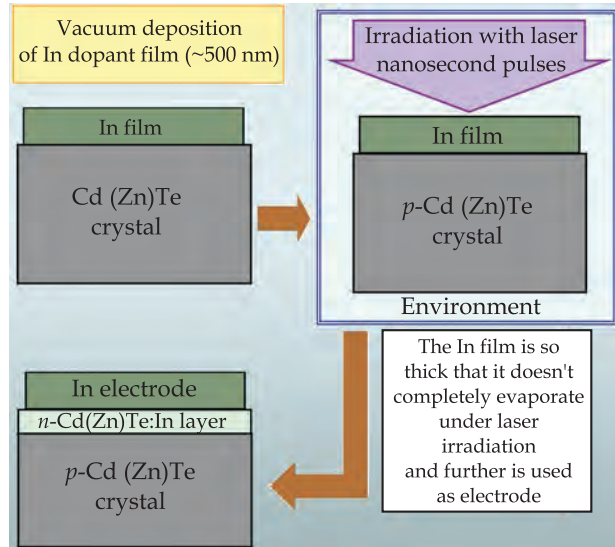 Vacuum deposition
of In dopant film (~500 nm)
In film
Cd (Zn)Te
crystal
Irradiation with laser
nanosecond pulses
In film
p-Cd (Zn)Te
crystal
Environment
The In film is so
thick that it doesn't
completely evaporate
under laser
irradiation
and further is used
as electrode
In electrode
n-Cd(Zn)Te:In layer
p-Cd (Zn)Te
crystal